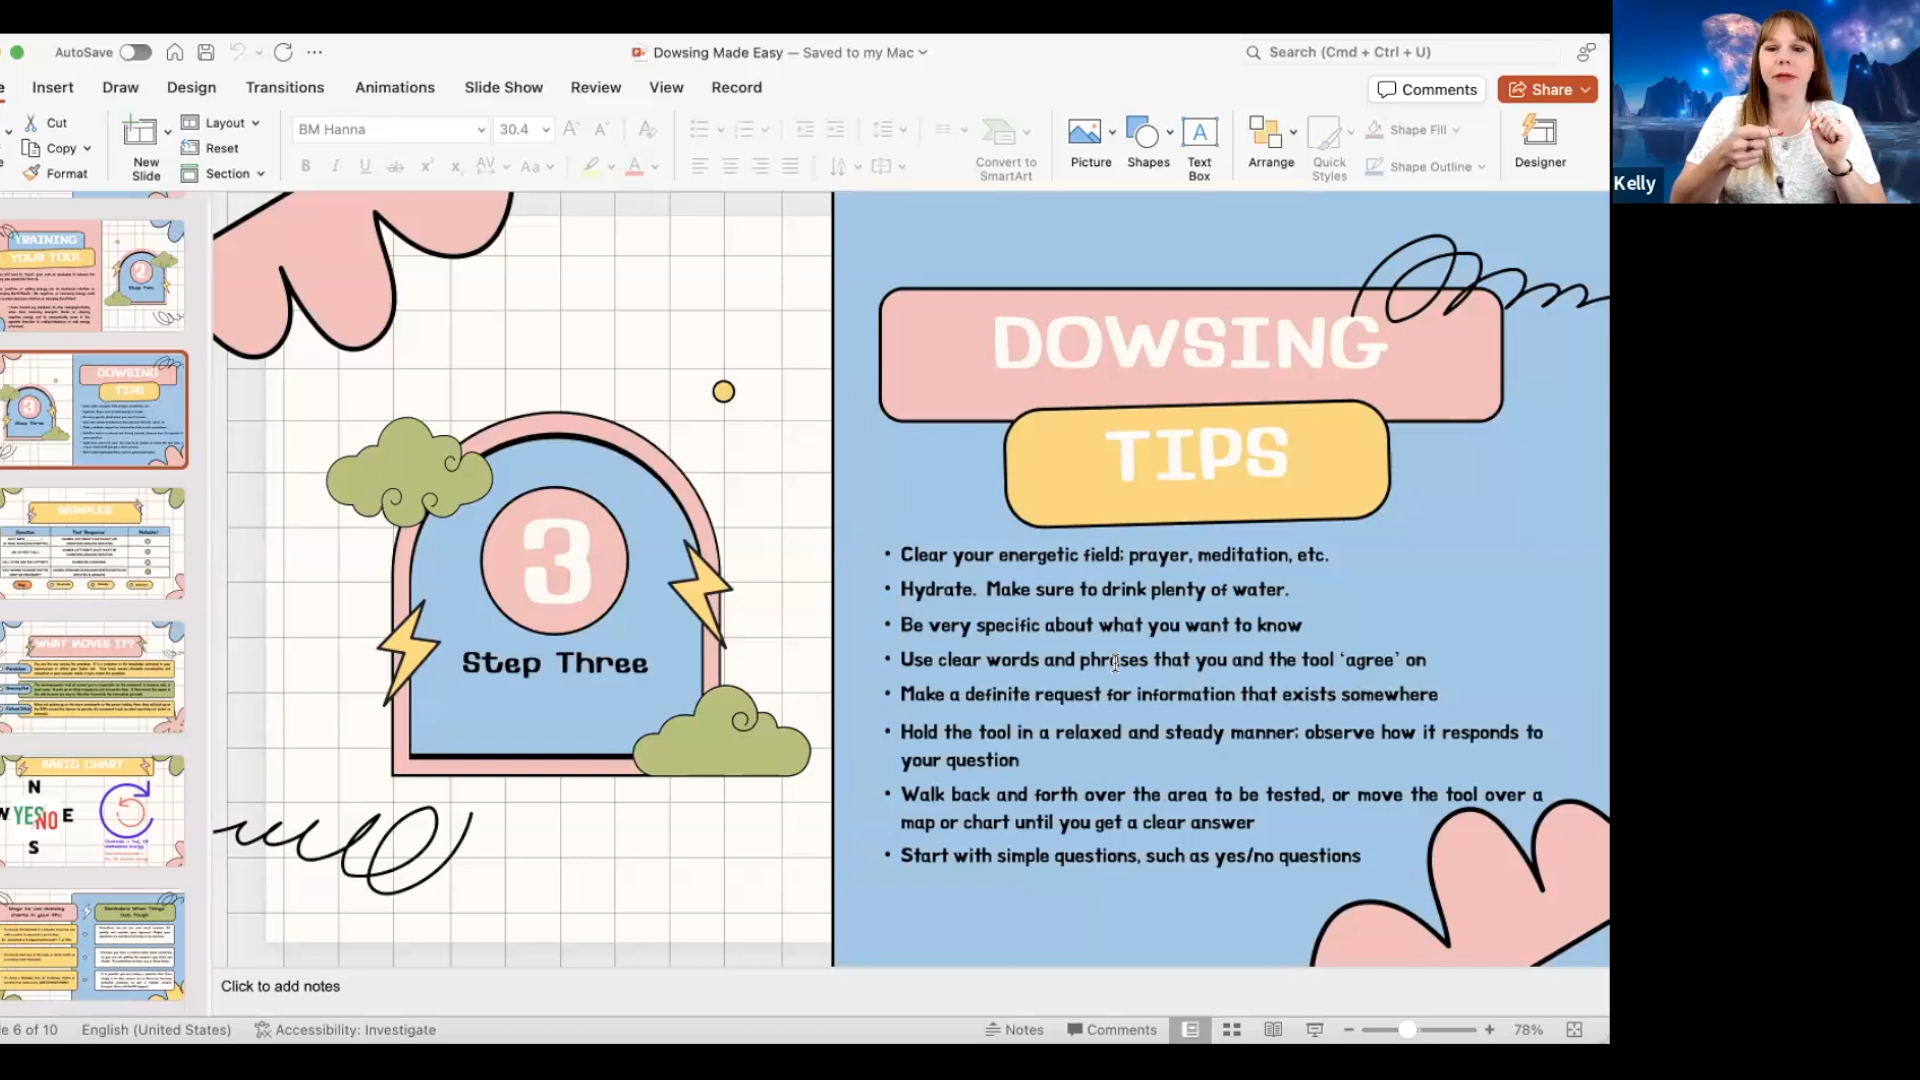 AutoSave
Dowsing Made Easy — Saved to my Mac
Search (Cmd + Ctrl + U)
Insert Draw Design Transitions Animations Slide Show Review View Record
Comments
Share
Cut
Copy
Format
New Slide
Layout
Reset
Section
BM Hanna
30.4
Convert to SmartArt
Picture
Shapes
Text Box
Arrange
Quick Styles
Shape Fill
Shape Outline
Designer
Kelly
TRAINING
YOUR TOOL
2
Step Two
DOWSING
TIPS
3
Step Three
SAMPLES
WHAT MOVES IT?
BASIC CHART
N
W YES NO E
S
DOWSING
TIPS
3
Step Three
• Clear your energetic field; prayer, meditation, etc.
• Hydrate. Make sure to drink plenty of water.
• Be very specific about what you want to know
• Use clear words and phrases that you and the tool ‘agree’ on
• Make a definite request for information that exists somewhere
• Hold the tool in a relaxed and steady manner; observe how it responds to
your question
• Walk back and forth over the area to be tested, or move the tool over a
map or chart until you get a clear answer
• Start with simple questions, such as yes/no questions
Click to add notes
e 6 of 10
English (United States)
Accessibility: Investigate
Notes
Comments
78%